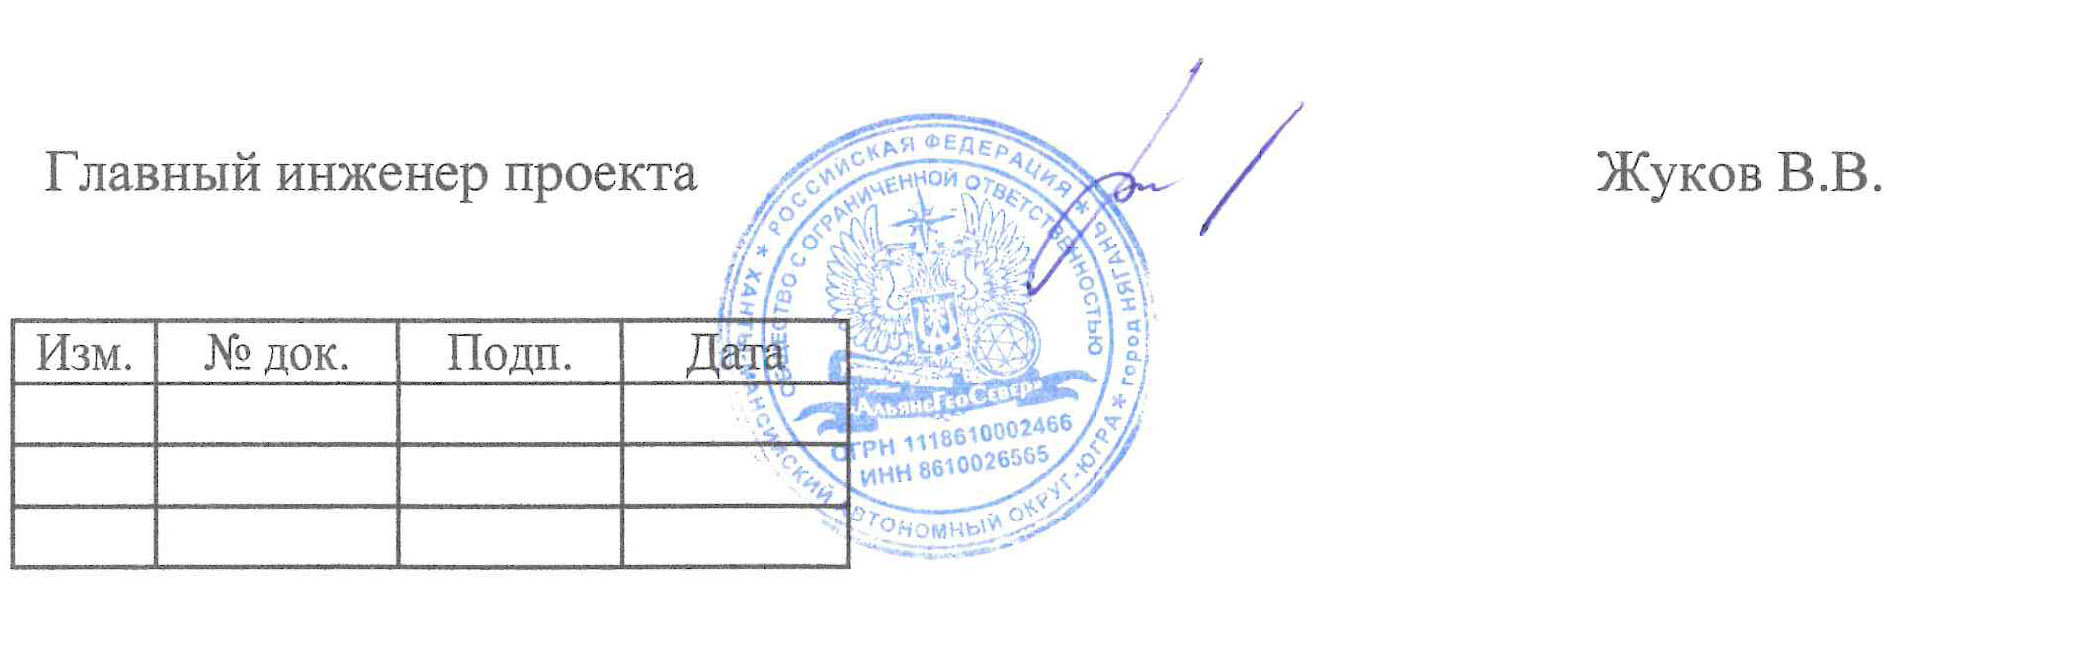 Главный инженер проекта Жуков В.В.
Изм. № док. Подп. Дата
* РОССИЙСКАЯ ФЕДЕРАЦИЯ *
ХАНТЫ-МАНСИЙСКИЙ АВТОНОМНЫЙ ОКРУГ-ЮГРА * ГОРОД НЯГАНЬ
ОБЩЕСТВО С ОГРАНИЧЕННОЙ ОТВЕТСТВЕННОСТЬЮ
«АльянсГеоСевер»
ОГРН 1118610002466
ИНН 8610026565